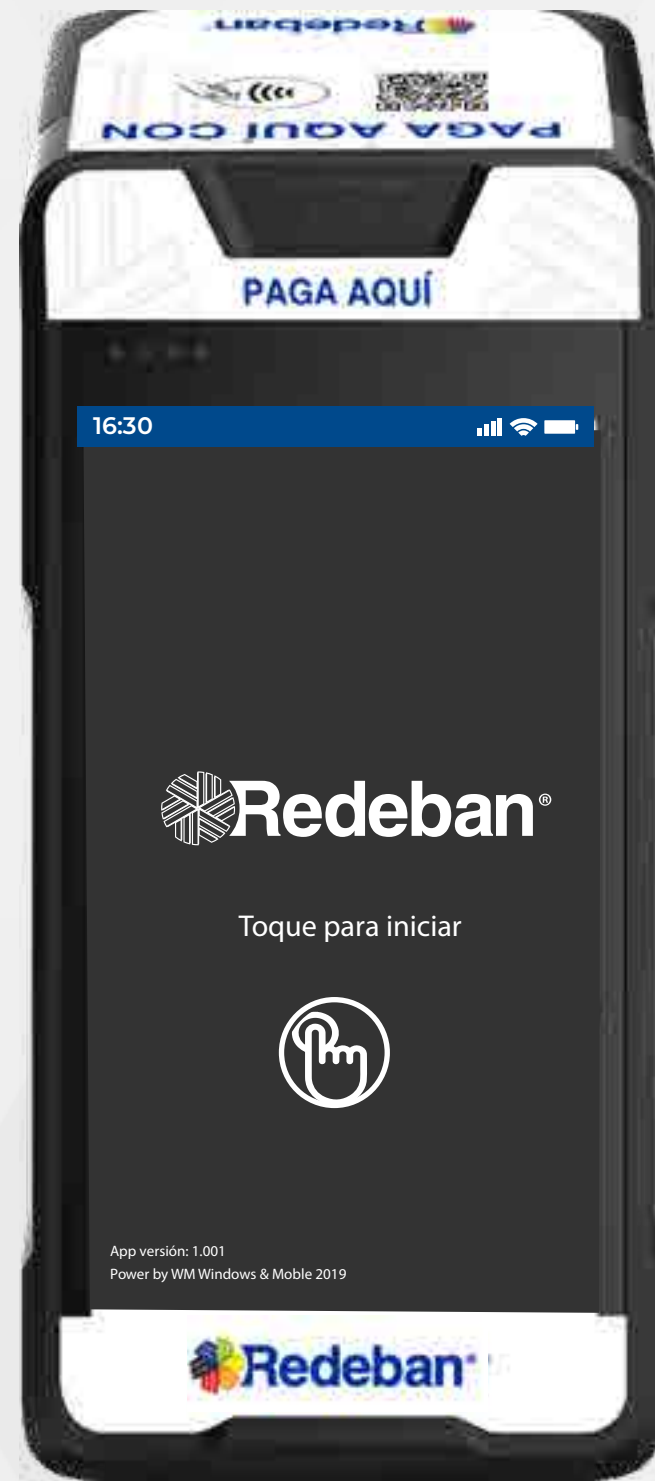 Redeban
PAGA AQUÍ CON
PAGA AQUÍ
16:30
Redeban®
Toque para iniciar
App versión: 1.001
Power by WM Windows & Moble 2019
Redeban